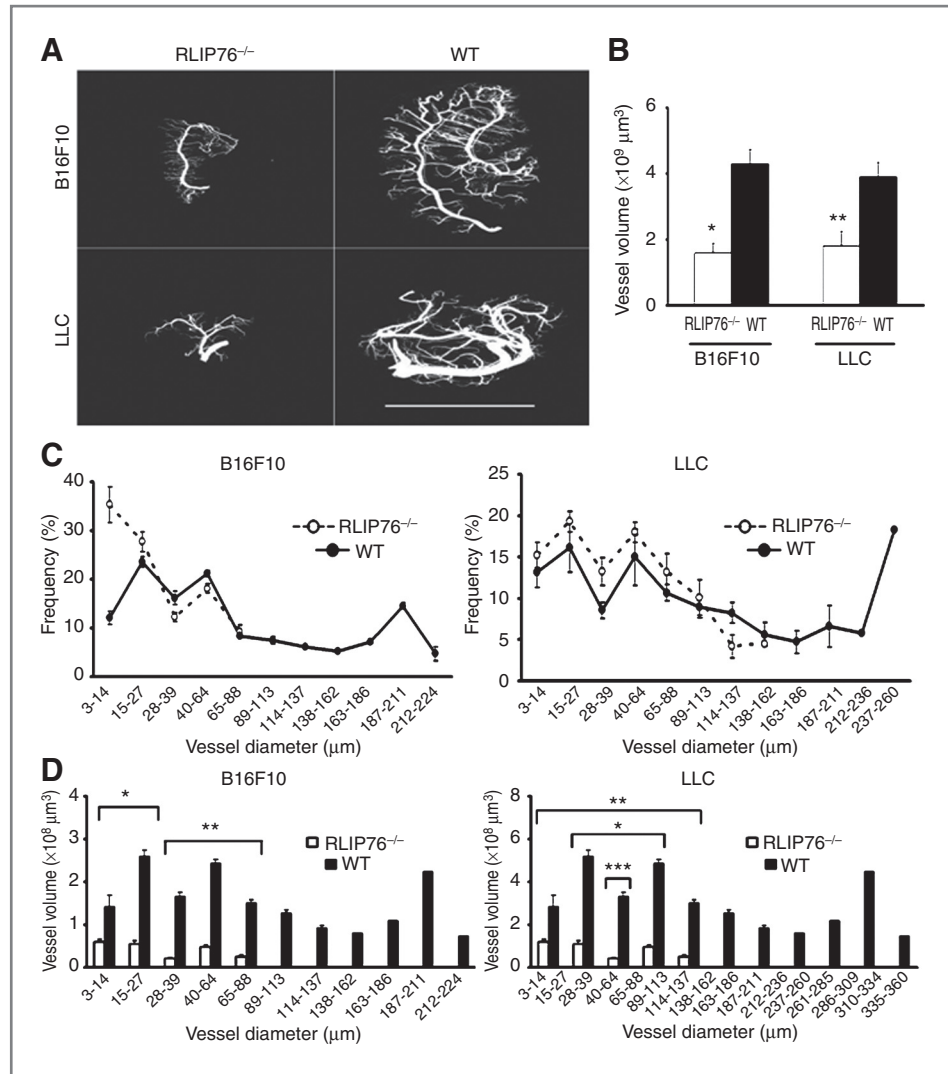 A
RLIP76–/–
WT
B16F10
LLC
B
Vessel volume (×10⁹ µm³)
6
4
2
0
*
**
RLIP76–/– WT
RLIP76–/– WT
B16F10
LLC
C
B16F10
Frequency (%)
40
30
20
10
0
RLIP76–/–
WT
3-14
15-27
28-39
40-64
65-88
89-113
114-137
138-162
163-186
187-211
212-224
Vessel diameter (µm)
LLC
Frequency (%)
25
20
15
10
5
0
RLIP76–/–
WT
3-14
15-27
28-39
40-64
65-88
89-113
114-137
138-162
163-186
187-211
212-236
237-260
Vessel diameter (µm)
D
B16F10
Vessel volume (×10⁸ µm³)
4
3
2
1
0
*
**
RLIP76–/–
WT
3-14
15-27
28-39
40-64
65-88
89-113
114-137
138-162
163-186
187-211
212-224
Vessel diameter (µm)
LLC
Vessel volume (×10⁸ µm³)
8
6
4
2
0
**
*
***
RLIP76–/–
WT
3-14
15-27
28-39
40-64
65-88
89-113
114-137
138-162
163-186
187-211
212-236
237-260
261-285
286-309
310-334
335-360
Vessel diameter (µm)